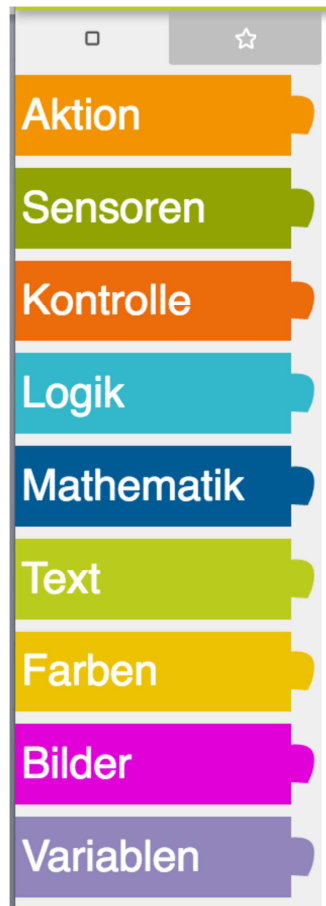 Aktion
Sensoren
Kontrolle
Logik
Mathematik
Text
Farben
Bilder
Variablen